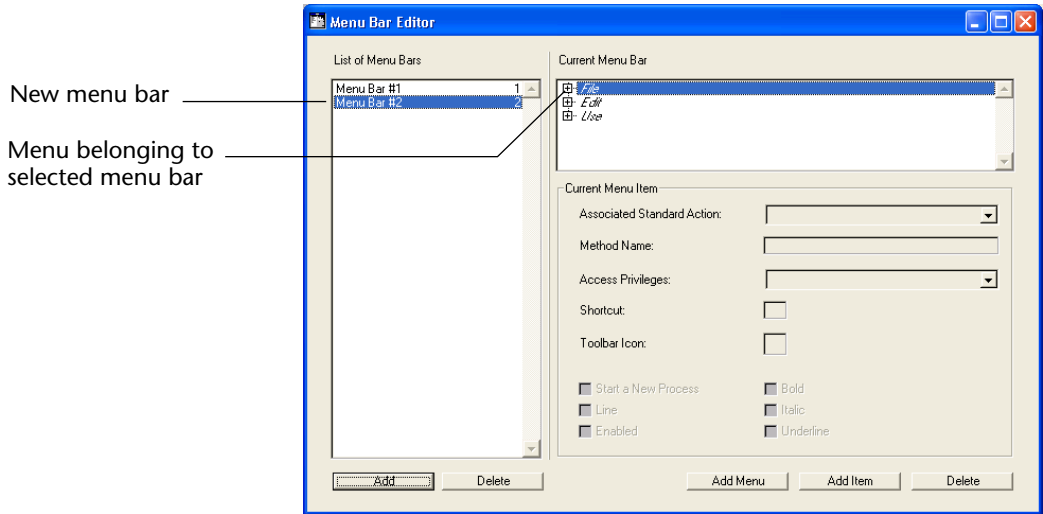 Menu Bar Editor
List of Menu Bars
Current Menu Bar
New menu bar
Menu Bar #1 1
Menu Bar #2 2
File
Edit
Use
Menu belonging to
selected menu bar
Current Menu Item
Associated Standard Action:
Method Name:
Access Privileges:
Shortcut:
Toolbar Icon:
Start a New Process
Bold
Line
Italic
Enabled
Underline
Add
Delete
Add Menu
Add Item
Delete